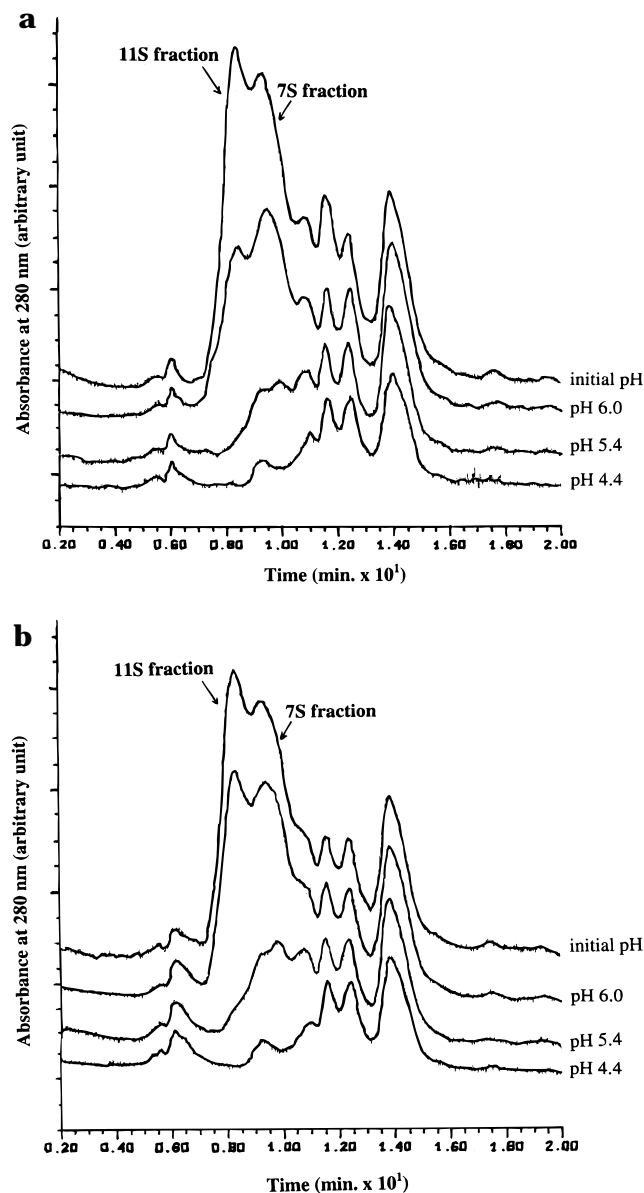 a
11S fraction
7S fraction
Absorbance at 280 nm (arbitrary unit)
initial pH
pH 6.0
pH 5.4
pH 4.4
0.20 0.40 0.60 0.80 1.00 1.20 1.40 1.60 1.80 2.00
Time (min. x 10¹)
b
11S fraction
7S fraction
Absorbance at 280 nm (arbitrary unit)
initial pH
pH 6.0
pH 5.4
pH 4.4
0.20 0.40 0.60 0.80 1.00 1.20 1.40 1.60 1.80 2.00
Time (min. x 10¹)